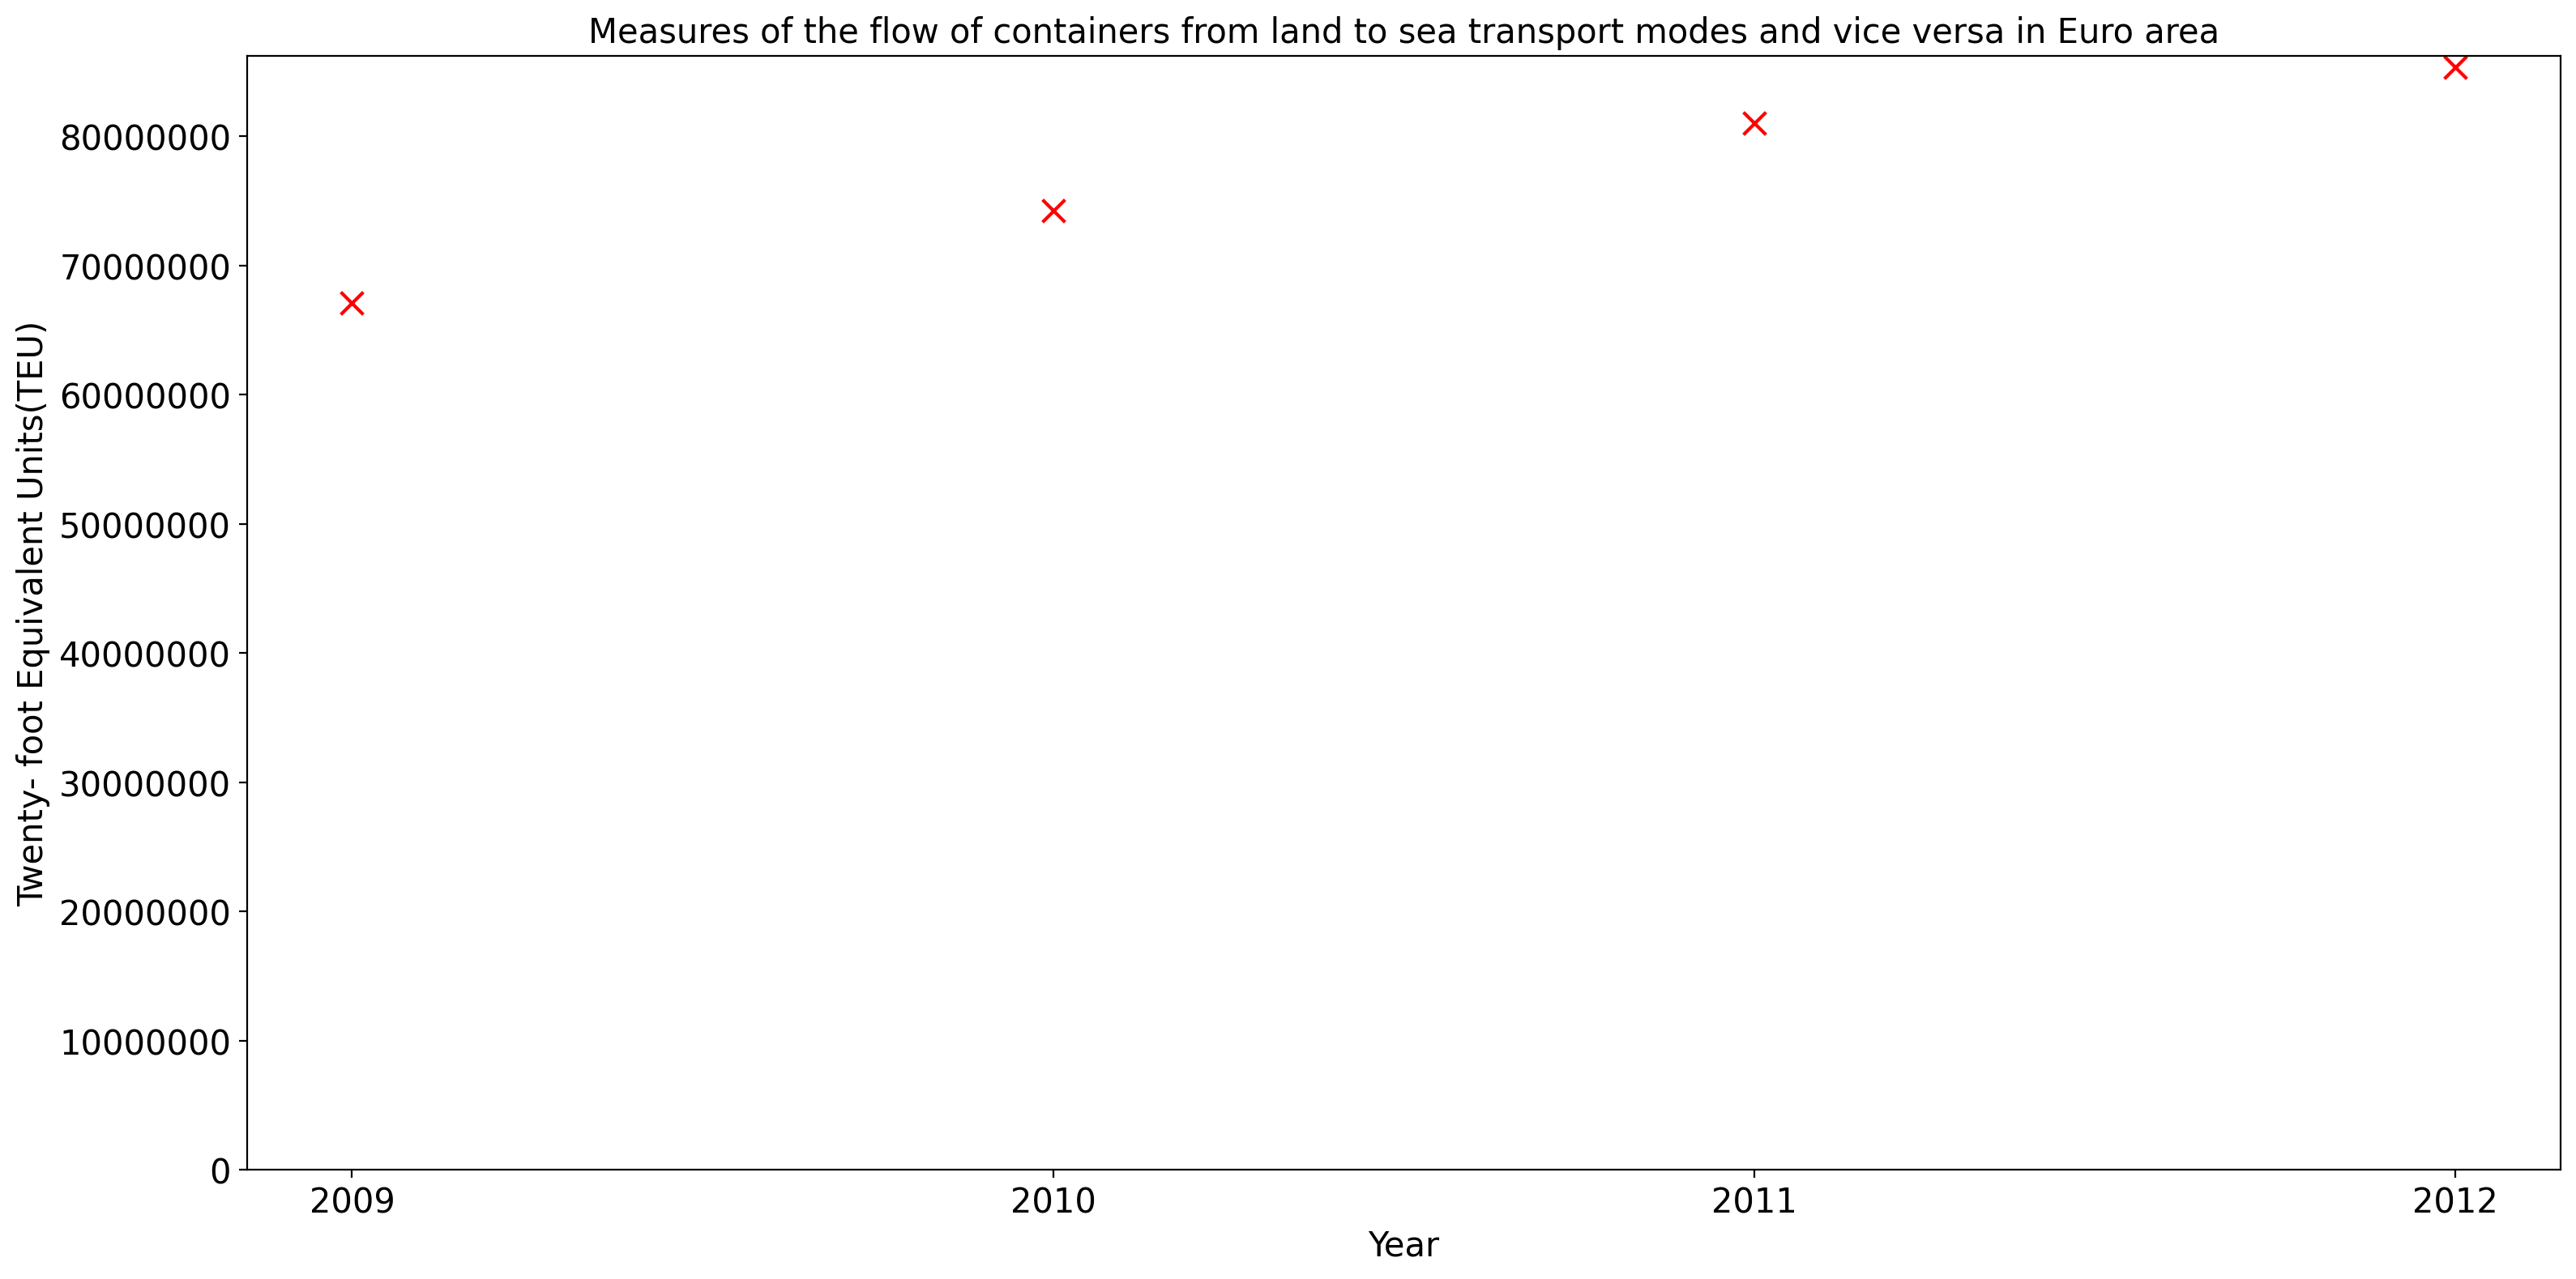 Measures of the flow of containers from land to sea transport modes and vice versa in Euro area
Twenty- foot Equivalent Units(TEU)
80000000
70000000
60000000
50000000
40000000
30000000
20000000
10000000
0
2009 2010 2011 2012
Year